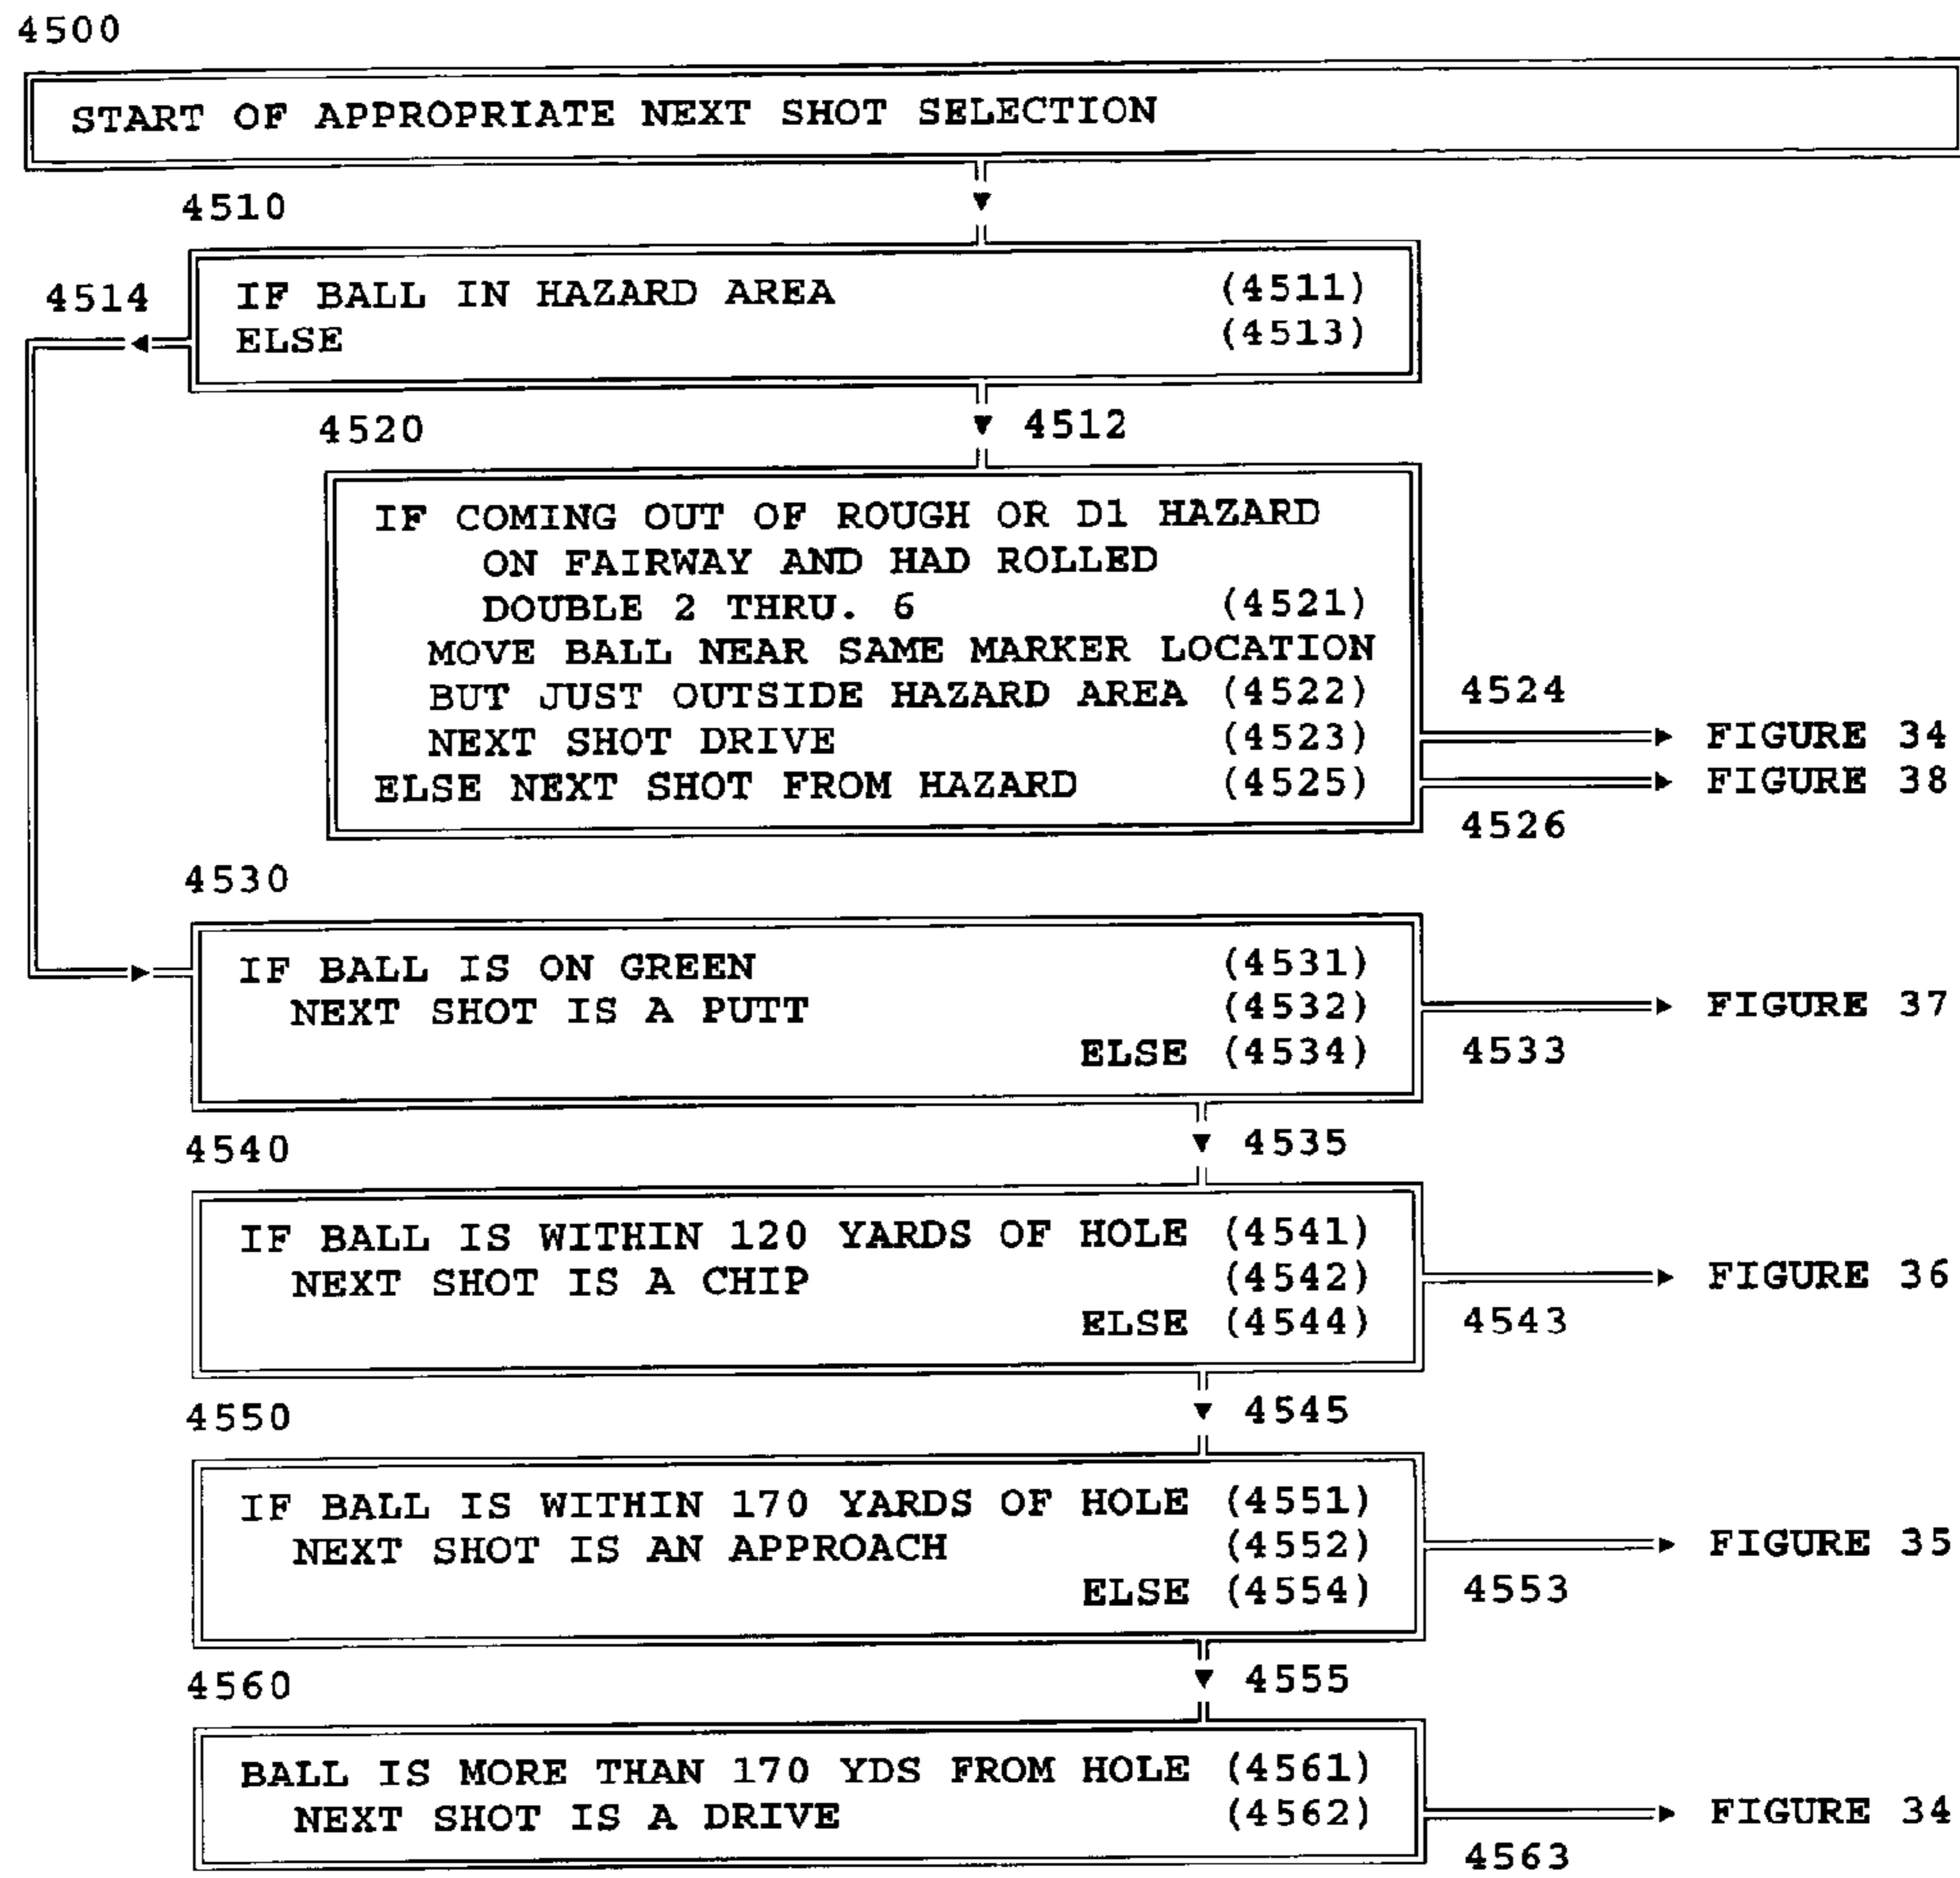 4500
START OF APPROPRIATE NEXT SHOT SELECTION
4510
4514
IF BALL IN HAZARD AREA (4511)
ELSE (4513)
4520
4512
IF COMING OUT OF ROUGH OR D1 HAZARD
ON FAIRWAY AND HAD ROLLED
DOUBLE 2 THRU. 6 (4521)
MOVE BALL NEAR SAME MARKER LOCATION
BUT JUST OUTSIDE HAZARD AREA (4522)
4524
NEXT SHOT DRIVE (4523)
FIGURE 34
ELSE NEXT SHOT FROM HAZARD (4525)
FIGURE 38
4526
4530
IF BALL IS ON GREEN (4531)
NEXT SHOT IS A PUTT (4532)
FIGURE 37
ELSE (4534)
4533
4540
4535
IF BALL IS WITHIN 120 YARDS OF HOLE (4541)
NEXT SHOT IS A CHIP (4542)
FIGURE 36
ELSE (4544)
4543
4550
4545
IF BALL IS WITHIN 170 YARDS OF HOLE (4551)
NEXT SHOT IS AN APPROACH (4552)
FIGURE 35
ELSE (4554)
4553
4560
4555
BALL IS MORE THAN 170 YDS FROM HOLE (4561)
NEXT SHOT IS A DRIVE (4562)
FIGURE 34
4563